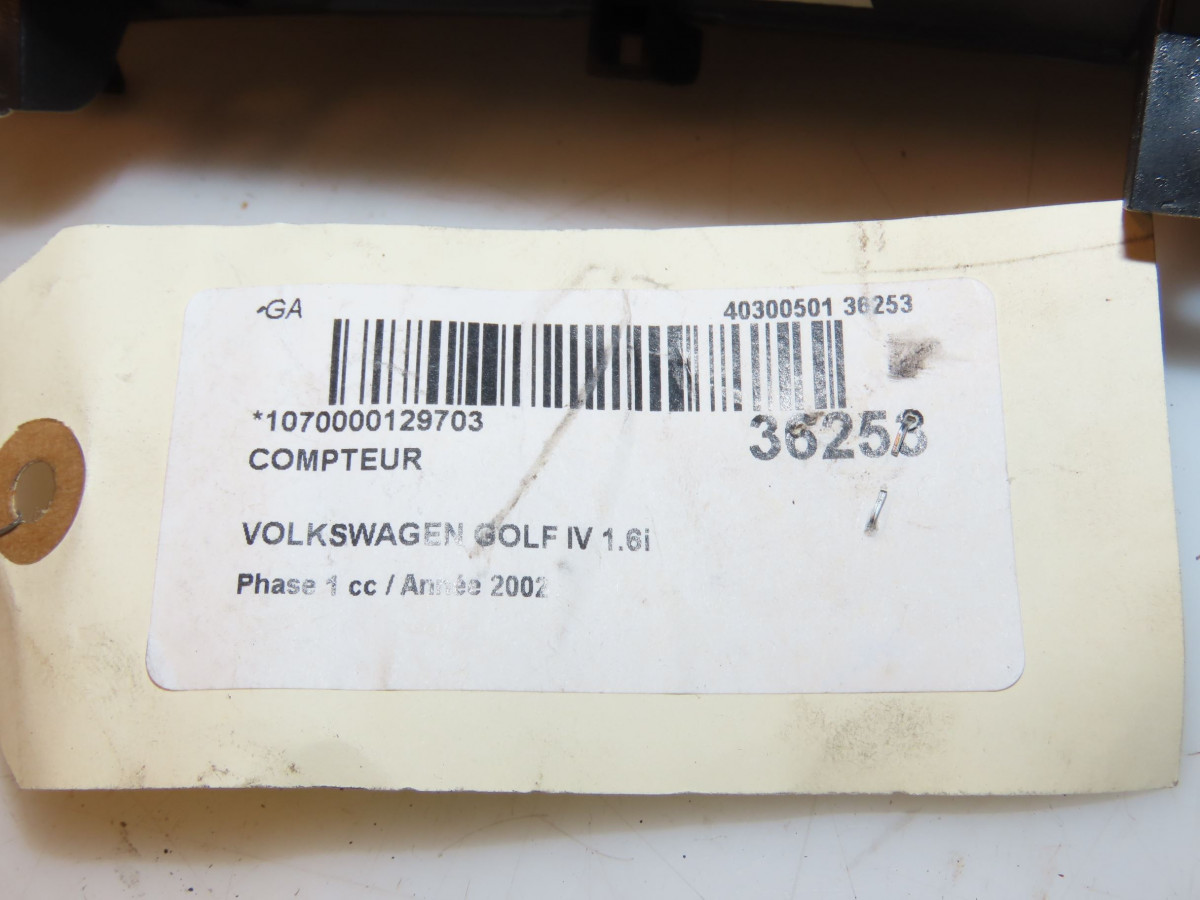 GA
40300501 36253
*1070000129703
36253
COMPTEUR
VOLKSWAGEN GOLF IV 1.6i
Phase 1 cc / Année 2002